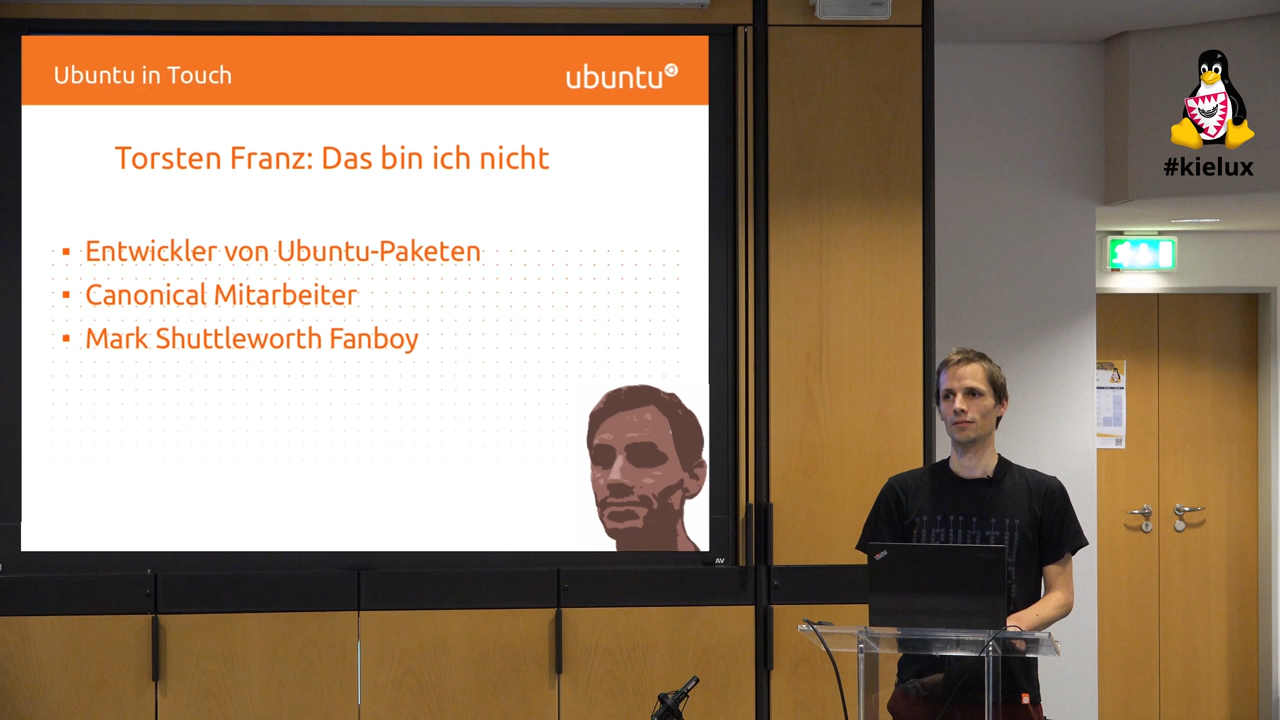 Ubuntu in Touch
ubuntu
Torsten Franz: Das bin ich nicht
▪ Entwickler von Ubuntu-Paketen
▪ Canonical Mitarbeiter
▪ Mark Shuttleworth Fanboy
#kielux
AV